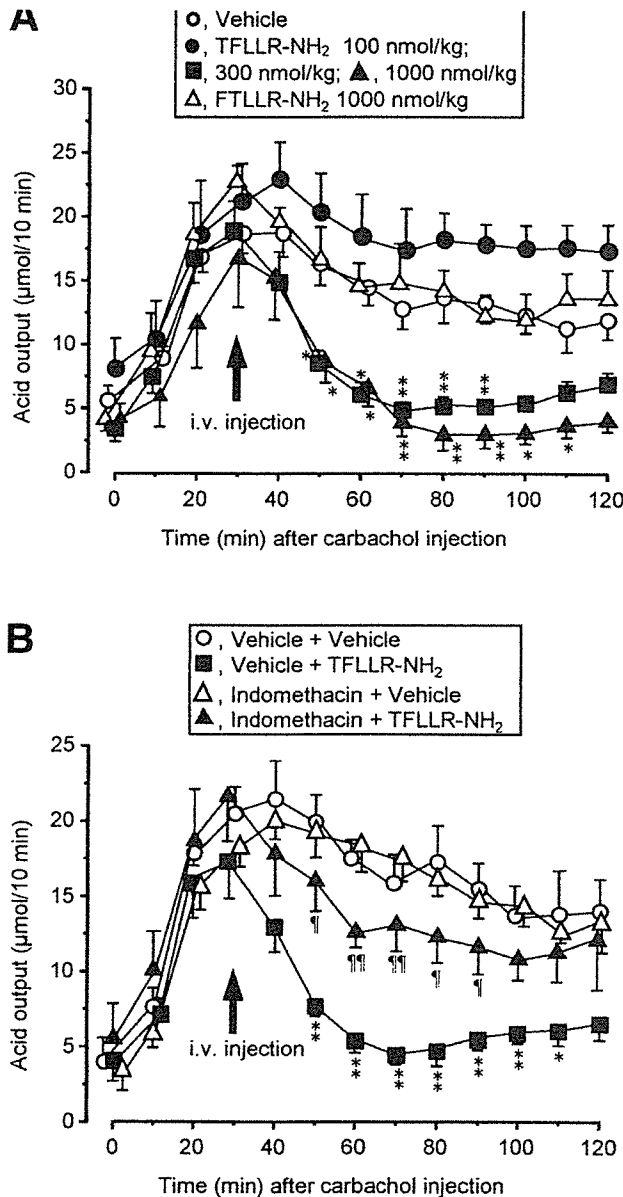 A
○, Vehicle
●, TFLLR-NH₂ 100 nmol/kg;
■, 300 nmol/kg; ▲, 1000 nmol/kg
△, FTLLR-NH₂ 1000 nmol/kg
30
25
20
15
10
5
0
Acid output (μmol/10 min)
i.v. injection
* * * * ** ** ** ** ** ** * *
0 20 40 60 80 100 120
Time (min) after carbachol injection
B
○, Vehicle + Vehicle
■, Vehicle + TFLLR-NH₂
△, Indomethacin + Vehicle
▲, Indomethacin + TFLLR-NH₂
25
20
15
10
5
0
Acid output (μmol/10 min)
i.v. injection
¶ ¶¶ ¶¶ ¶ ¶
** ** ** ** ** ** *
0 20 40 60 80 100 120
Time (min) after carbachol injection